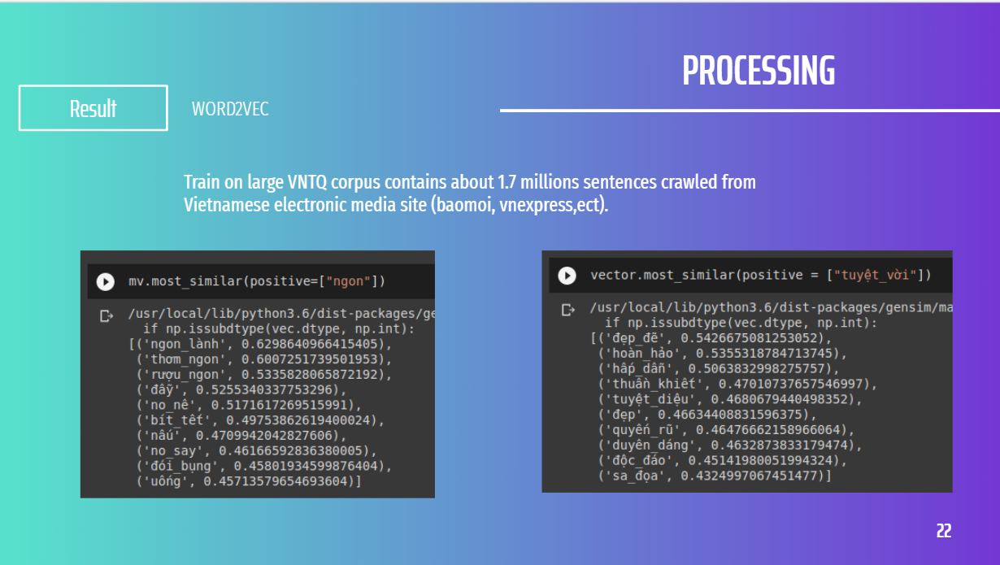 PROCESSING
Result
WORD2VEC
Train on large VNTQ corpus contains about 1.7 millions sentences crawled from
Vietnamese electronic media site (baomoi, vnexpress,ect).
mv.most_similar(positive=["ngon"])
/usr/local/lib/python3.6/dist-packages/ge
if np.issubdtype(vec.dtype, np.int):
[('ngon_lành', 0.6298640966415405),
('thơm_ngon', 0.6007251739501953),
('rượu_ngon', 0.5335828065872192),
('đẫy', 0.5255340337753296),
('no_nê', 0.5171617269515991),
('bít_tết', 0.49753862619400024),
('nấu', 0.4709942042827606),
('no_say', 0.46166592836380005),
('đói_bụng', 0.45801934599876404),
('uống', 0.45713579654693604)]
vector.most_similar(positive = ["tuyệt_vời"])
/usr/local/lib/python3.6/dist-packages/gensim/ma
if np.issubdtype(vec.dtype, np.int):
[('đẹp_đẽ', 0.5426675081253052),
('hoàn_hảo', 0.5355318784713745),
('hấp_dẫn', 0.5063832998275757),
('thuần_khiết', 0.47010737657546997),
('tuyệt_diệu', 0.4680679440498352),
('đẹp', 0.46634408831596375),
('quyến_rũ', 0.46476662158966064),
('duyên_dáng', 0.4632873833179474),
('độc_đáo', 0.45141980051994324),
('sa_đọa', 0.4324997067451477)]
22